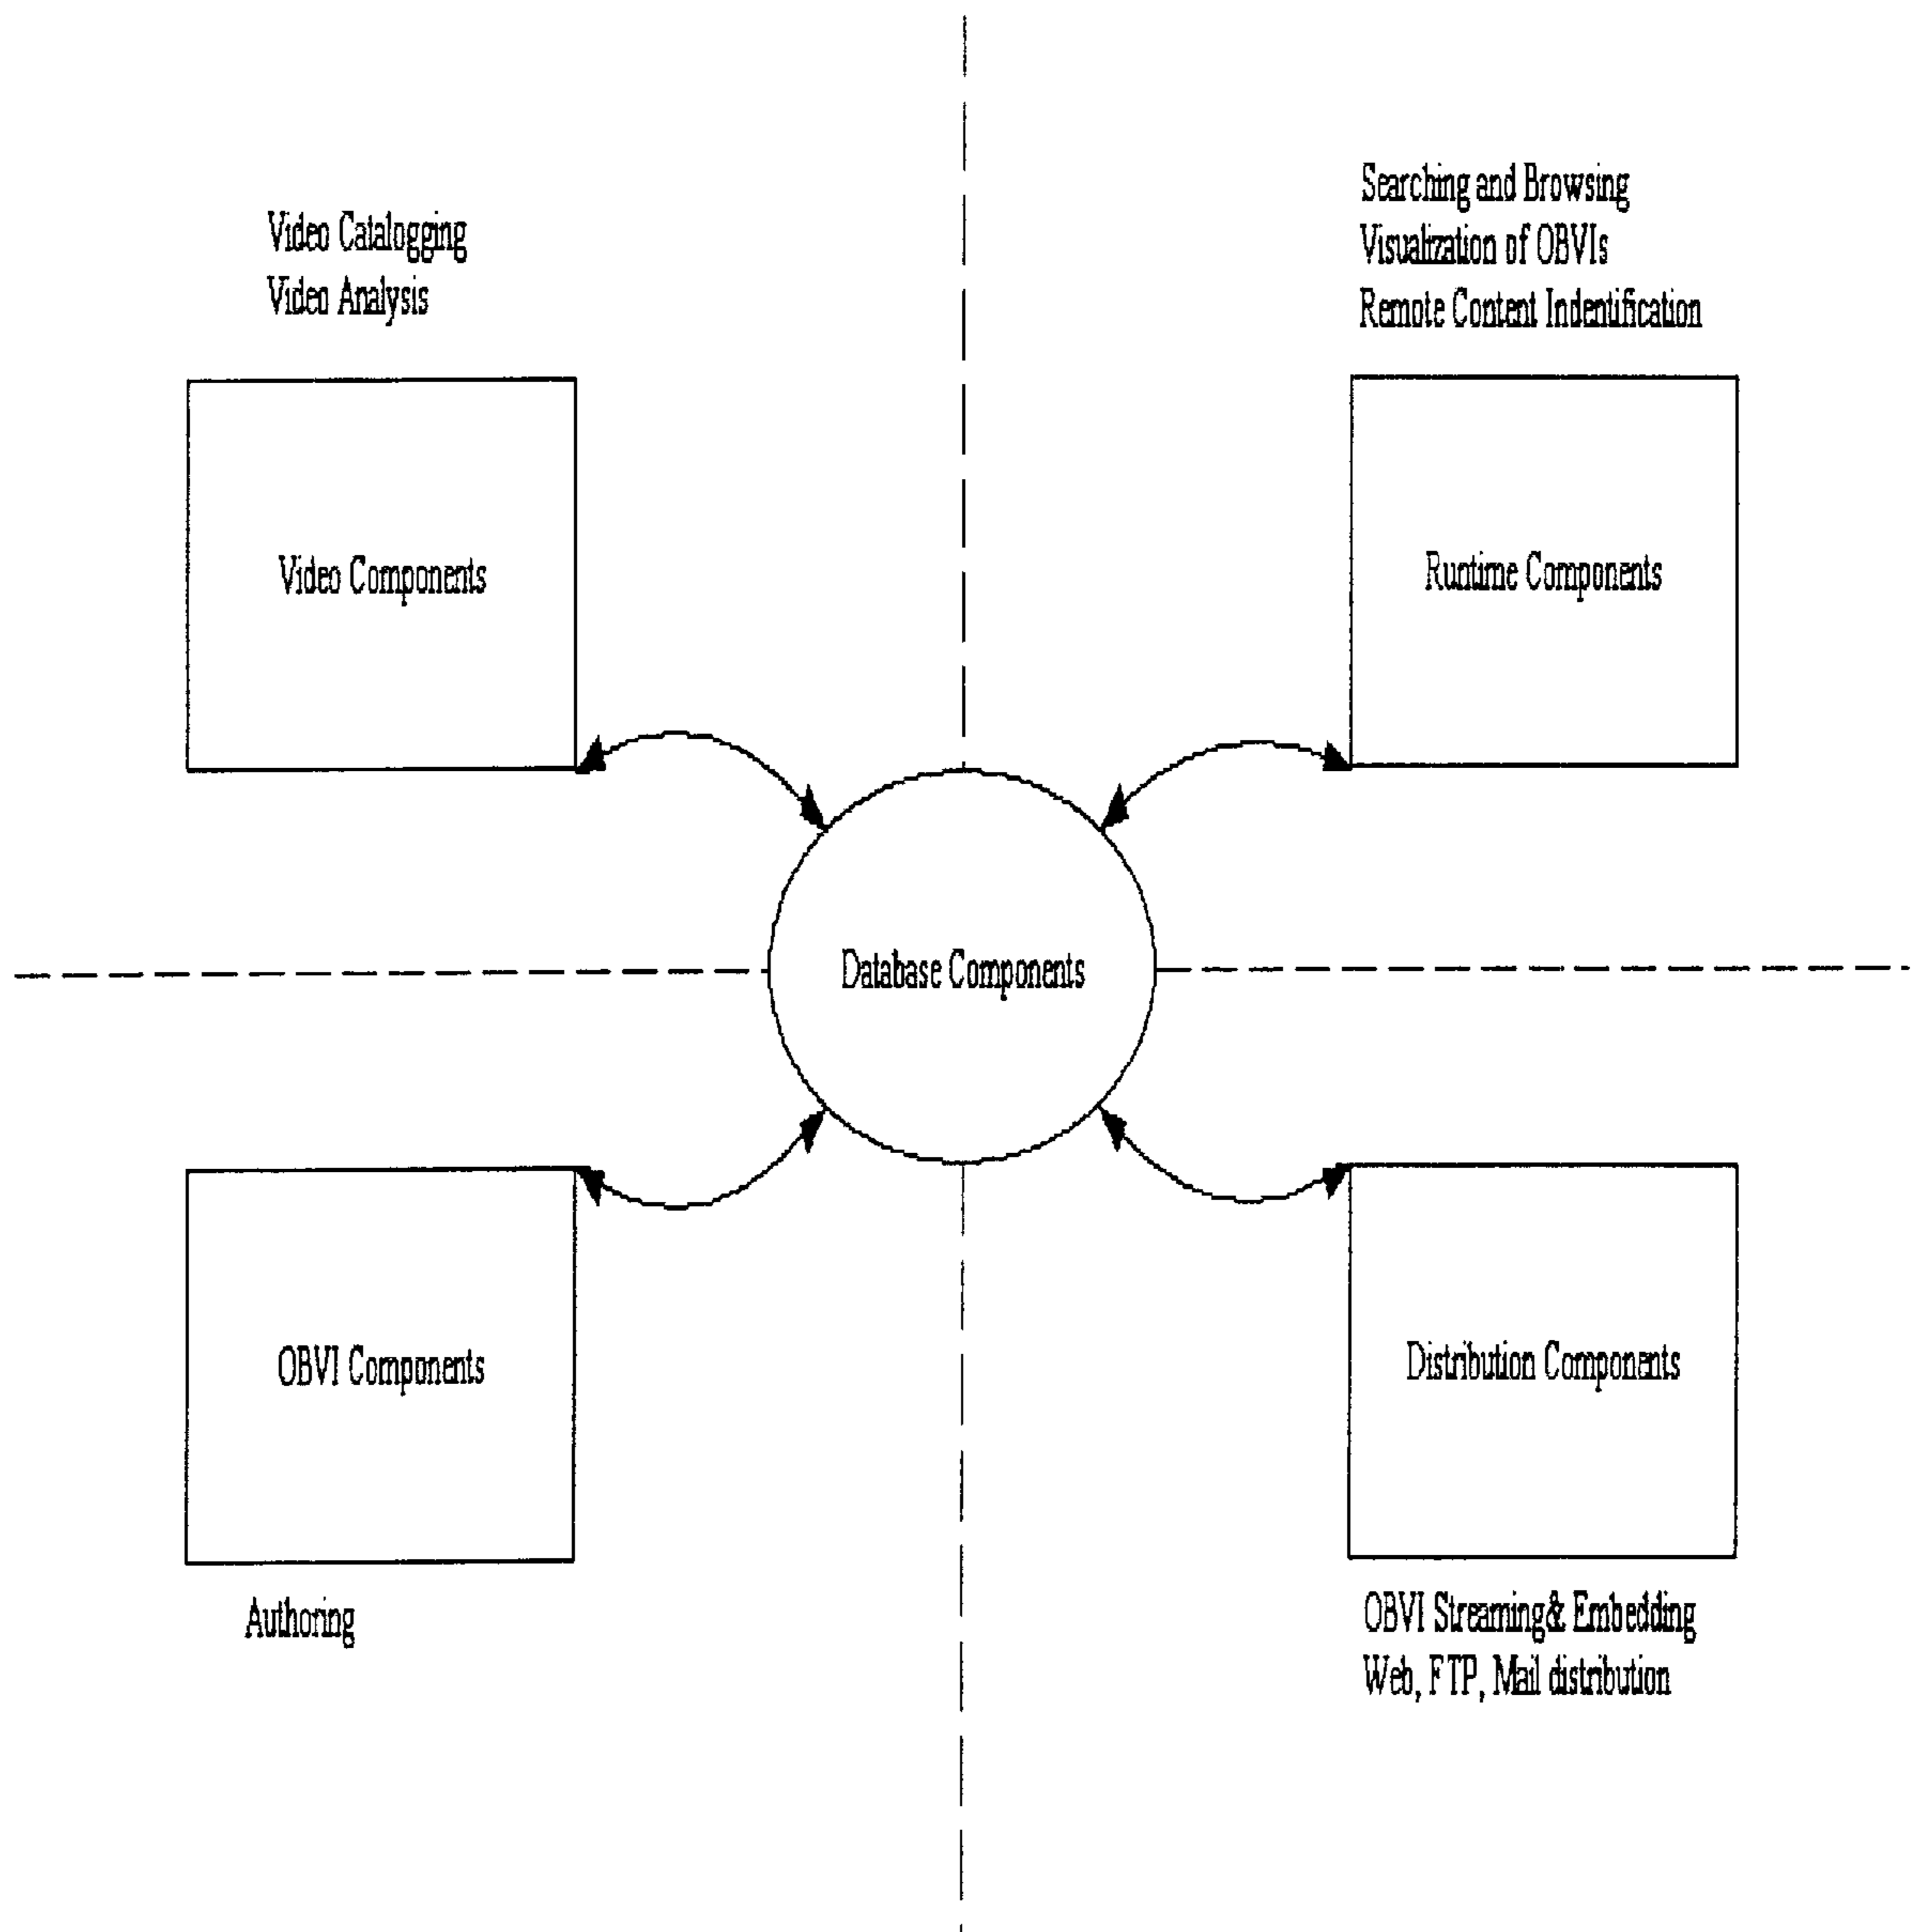 Video Catalogging
Video Analysis
Searching and Browsing
Visualization of OBVIs
Remote Content Indentification
Video Components
Runtime Components
Database Components
OBVI Components
Distribution Components
Authoring
OBVI Streaming& Embedding
Web, FTP, Mail distribution